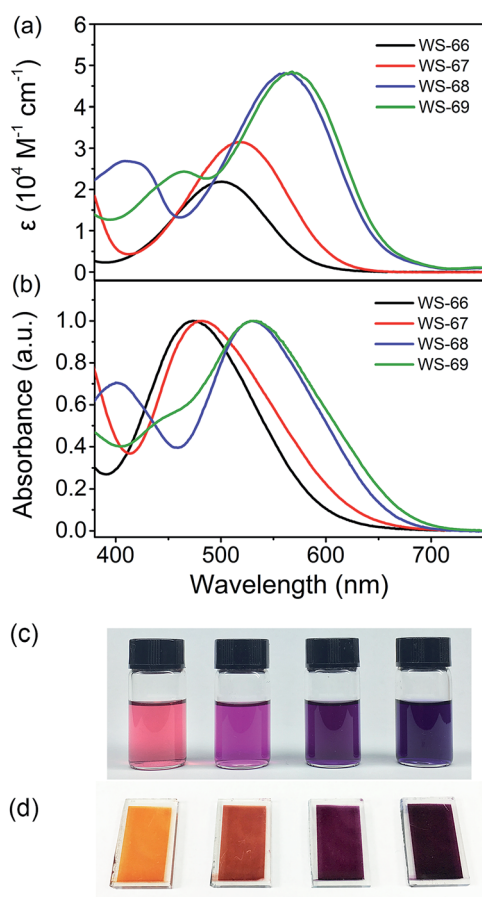 (a)
WS-66
WS-67
WS-68
WS-69
ε (10⁴ M⁻¹ cm⁻¹)
6
5
4
3
2
1
0
(b)
WS-66
WS-67
WS-68
WS-69
Absorbance (a.u.)
1.0
0.8
0.6
0.4
0.2
0.0
400 500 600 700
Wavelength (nm)
(c)
(d)